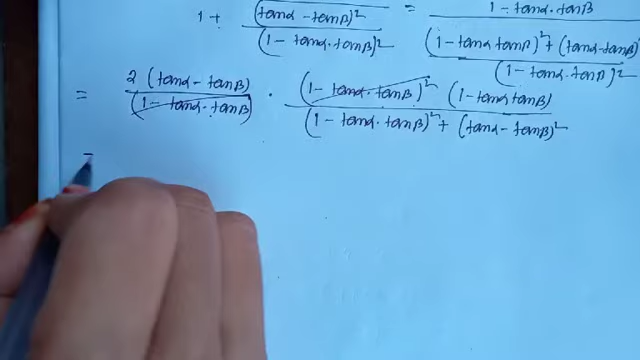 1 + (tanα - tanβ)² / (1 - tanα·tanβ)² = 1 - tanα·tanβ / (1 - tanα tanβ)² + (tanα - tanβ)² / (1 - tanα·tanβ)²
= 2 (tanα - tanβ) / (1 - tanα·tanβ) · (1 - tanα·tanβ)² (1 - tanα tanβ) / (1 - tanα·tanβ)² + (tanα - tanβ)²